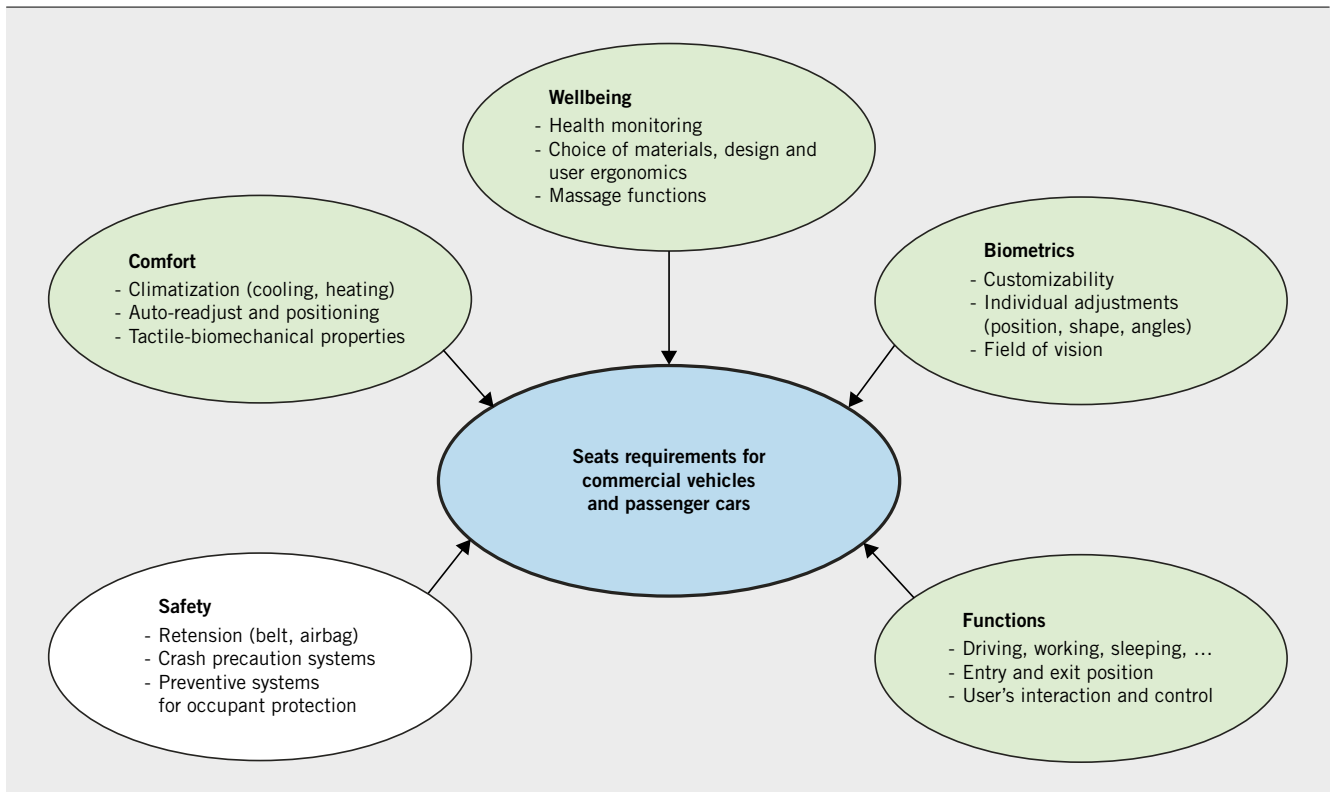 Wellbeing
- Health monitoring
- Choice of materials, design and
user ergonomics
- Massage functions
Comfort
- Climatization (cooling, heating)
- Auto-readjust and positioning
- Tactile-biomechanical properties
Biometrics
- Customizability
- Individual adjustments
(position, shape, angles)
- Field of vision
Seats requirements for
commercial vehicles
and passenger cars
Safety
- Retension (belt, airbag)
- Crash precaution systems
- Preventive systems
for occupant protection
Functions
- Driving, working, sleeping, …
- Entry and exit position
- User's interaction and control